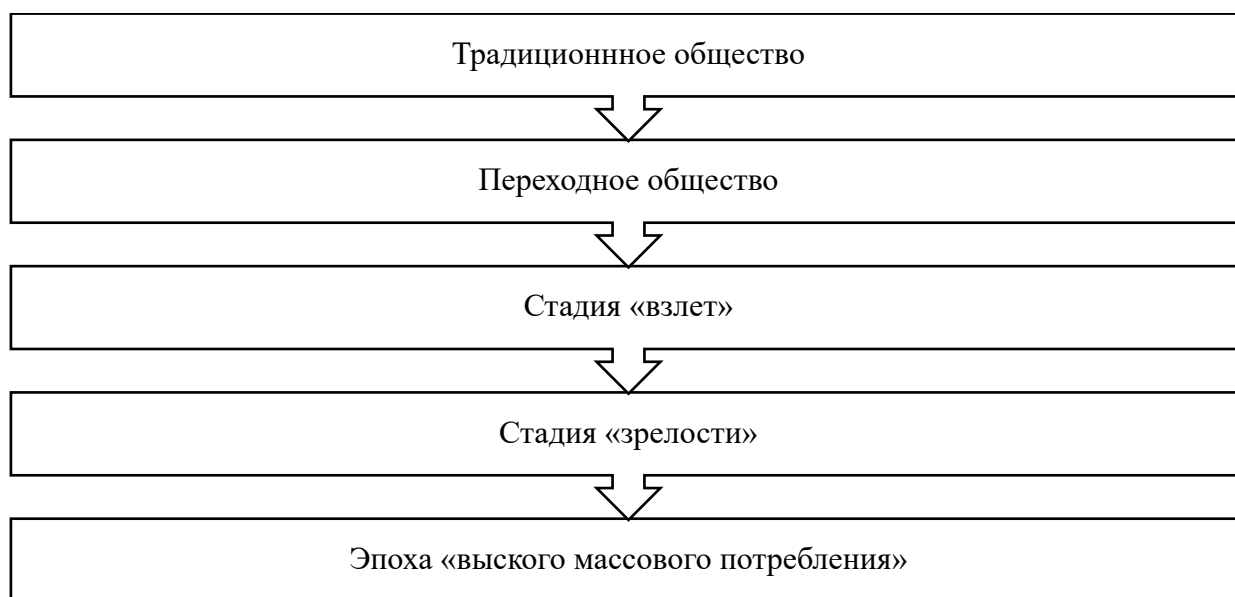 Традиционнное общество
Переходное общество
Стадия «взлет»
Стадия «зрелости»
Эпоха «выского массового потребления»